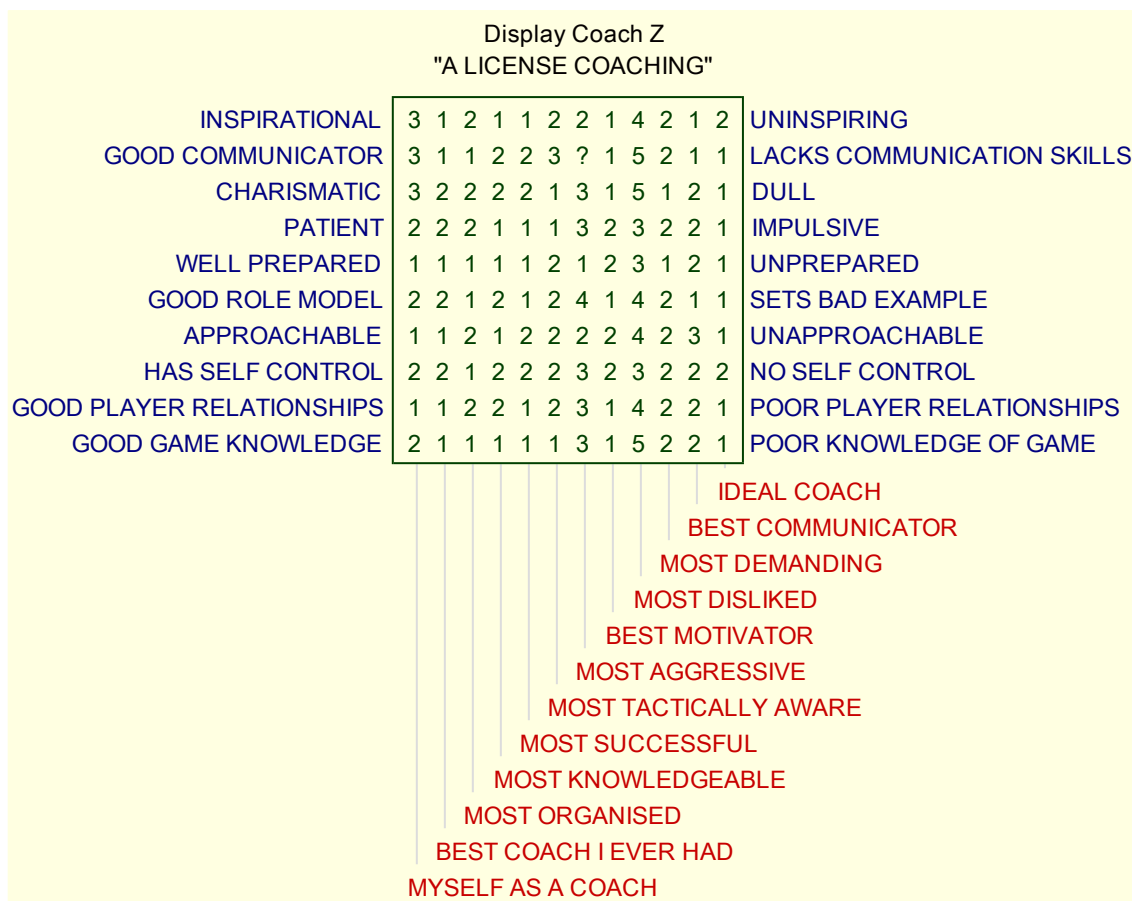 Display Coach Z
"A LICENSE COACHING"
INSPIRATIONAL 3 1 2 1 1 2 2 1 4 2 1 2 UNINSPIRING
GOOD COMMUNICATOR 3 1 1 2 2 3 ? 1 5 2 1 1 LACKS COMMUNICATION SKILLS
CHARISMATIC 3 2 2 2 2 1 3 1 5 1 2 1 DULL
PATIENT 2 2 2 1 1 1 3 2 3 2 2 1 IMPULSIVE
WELL PREPARED 1 1 1 1 1 2 1 2 3 1 2 1 UNPREPARED
GOOD ROLE MODEL 2 2 1 2 1 2 4 1 4 2 1 1 SETS BAD EXAMPLE
APPROACHABLE 1 1 2 1 2 2 2 2 4 2 3 1 UNAPPROACHABLE
HAS SELF CONTROL 2 2 1 2 2 2 3 2 3 2 2 2 NO SELF CONTROL
GOOD PLAYER RELATIONSHIPS 1 1 2 2 1 2 3 1 4 2 2 1 POOR PLAYER RELATIONSHIPS
GOOD GAME KNOWLEDGE 2 1 1 1 1 1 3 1 5 2 2 1 POOR KNOWLEDGE OF GAME
IDEAL COACH
BEST COMMUNICATOR
MOST DEMANDING
MOST DISLIKED
BEST MOTIVATOR
MOST AGGRESSIVE
MOST TACTICALLY AWARE
MOST SUCCESSFUL
MOST KNOWLEDGEABLE
MOST ORGANISED
BEST COACH I EVER HAD
MYSELF AS A COACH